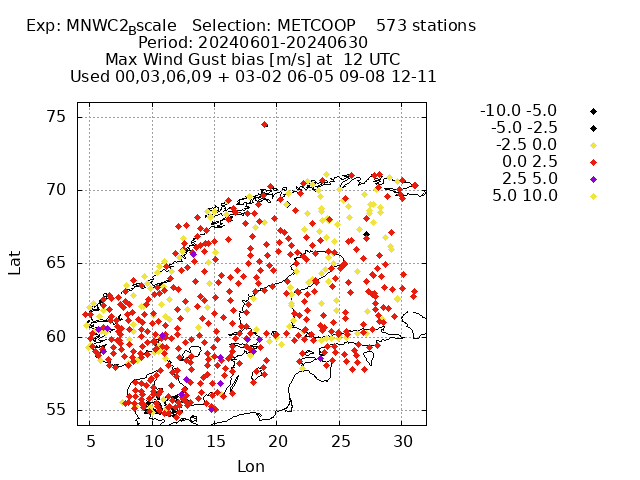 Exp: MNWC2_Bscale   Selection: METCOOP    573 stations
Period: 20240601-20240630
Max Wind Gust bias [m/s] at  12 UTC
Used 00,03,06,09 + 03-02 06-05 09-08 12-11
-10.0 -5.0
-5.0 -2.5
-2.5 0.0
0.0 2.5
2.5 5.0
5.0 10.0
75
70
65
60
55
Lat
5 10 15 20 25 30
Lon